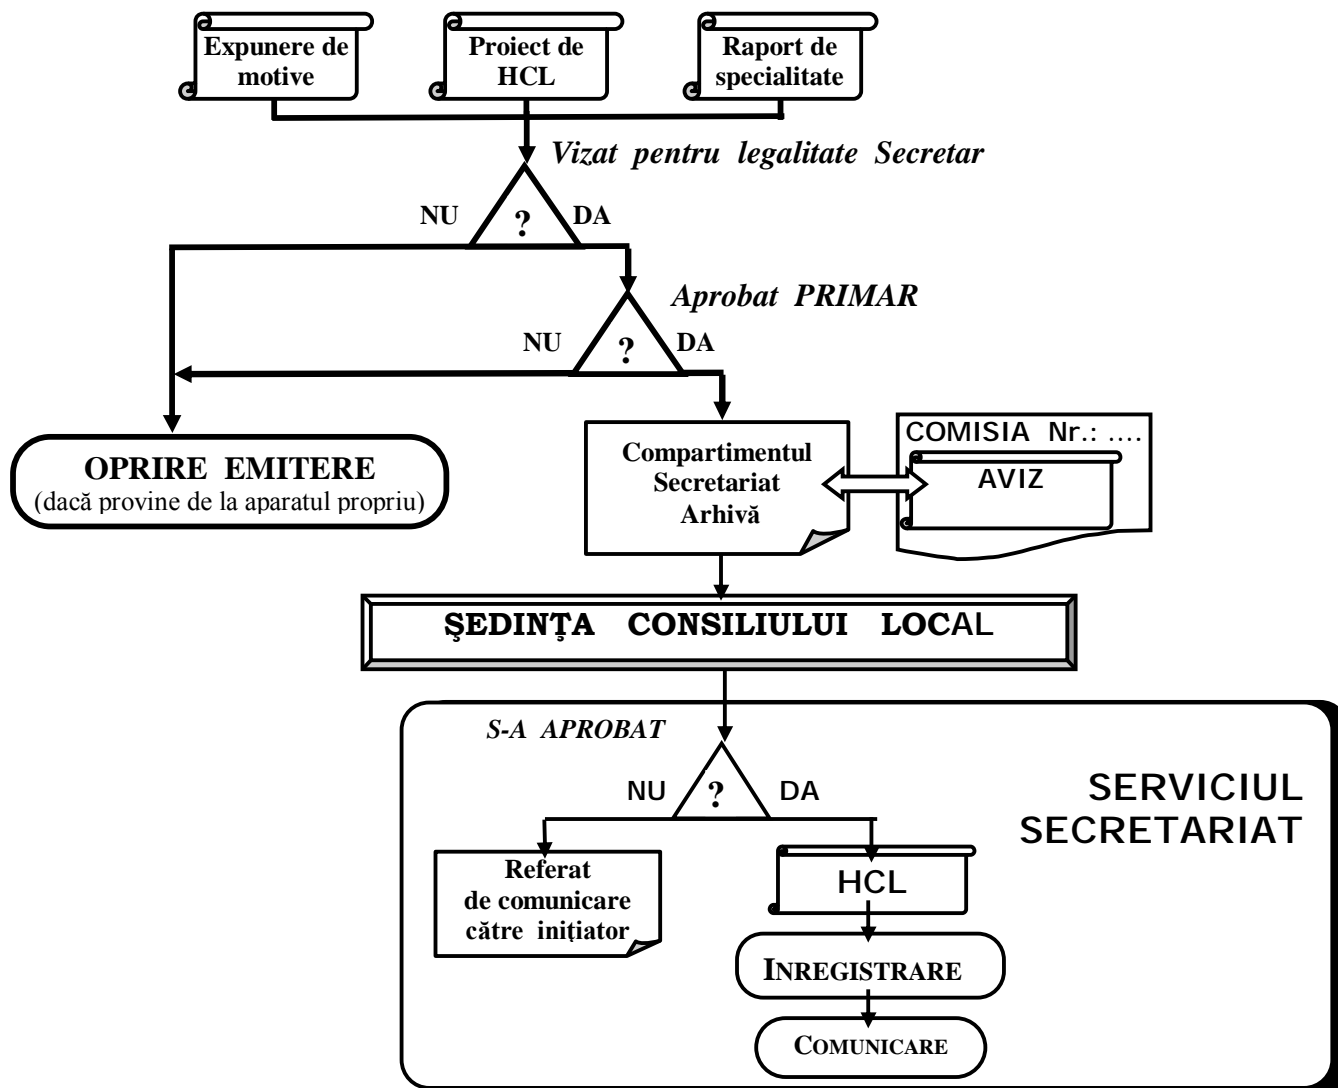 Expunere de
motive
Proiect de
HCL
Raport de
specialitate
Vizat pentru legalitate Secretar
NU
?
DA
Aprobat PRIMAR
NU
?
DA
OPRIRE EMITERE
(dacă provine de la aparatul propriu)
Compartimentul
Secretariat
Arhivă
COMISIA Nr.: ....
AVIZ
ŞEDINŢA CONSILIULUI LOCAL
S-A APROBAT
NU
?
DA
SERVICIUL
SECRETARIAT
Referat
de comunicare
către iniţiator
HCL
INREGISTRARE
COMUNICARE